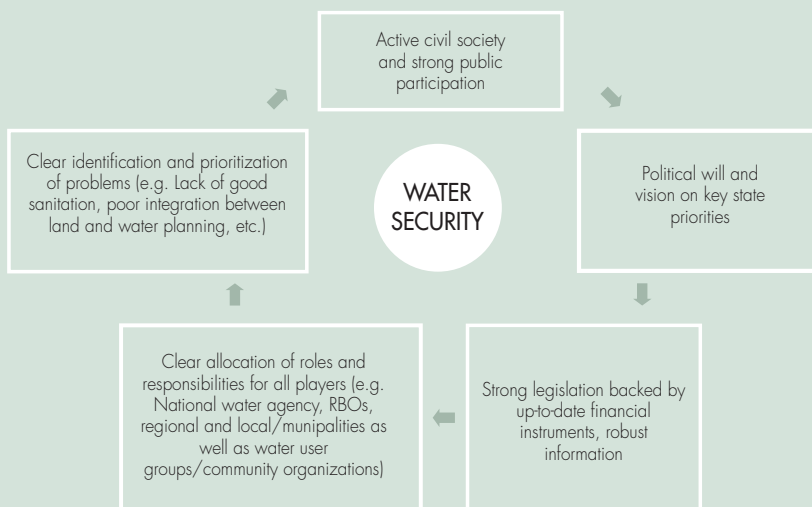 Active civil society
and strong public
participation
Clear identification and prioritization
of problems (e.g. Lack of good
sanitation, poor integration between
land and water planning, etc.)
WATER
SECURITY
Political will and
vision on key state
priorities
Clear allocation of roles and
responsibilities for all players (e.g.
National water agency, RBOs,
regional and local/munipalities as
well as water user
groups/community organizations)
Strong legislation backed by
up-to-date financial
instruments, robust
information